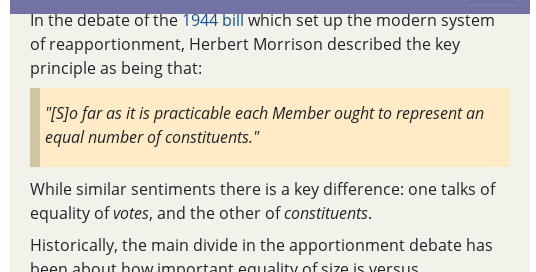 In the debate of the 1944 bill which set up the modern system
of reapportionment, Herbert Morrison described the key
principle as being that:
"[S]o far as it is practicable each Member ought to represent an
equal number of constituents."
While similar sentiments there is a key difference: one talks of
equality of votes, and the other of constituents.
Historically, the main divide in the apportionment debate has
been about how important equality of size is versus